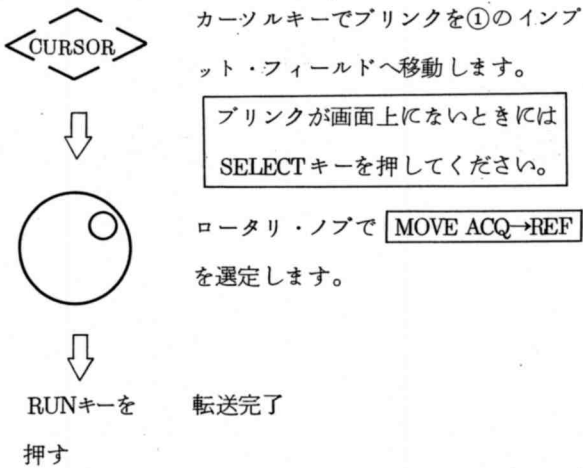 CURSOR
カーソルキーでブリンクを①のインプ
ット・フィールドへ移動します。
ブリンクが画面上にないときには
SELECTキーを押してください。
ロータリ・ノブで MOVE ACQ→REF
を選定します。
RUNキーを
押す
転送完了